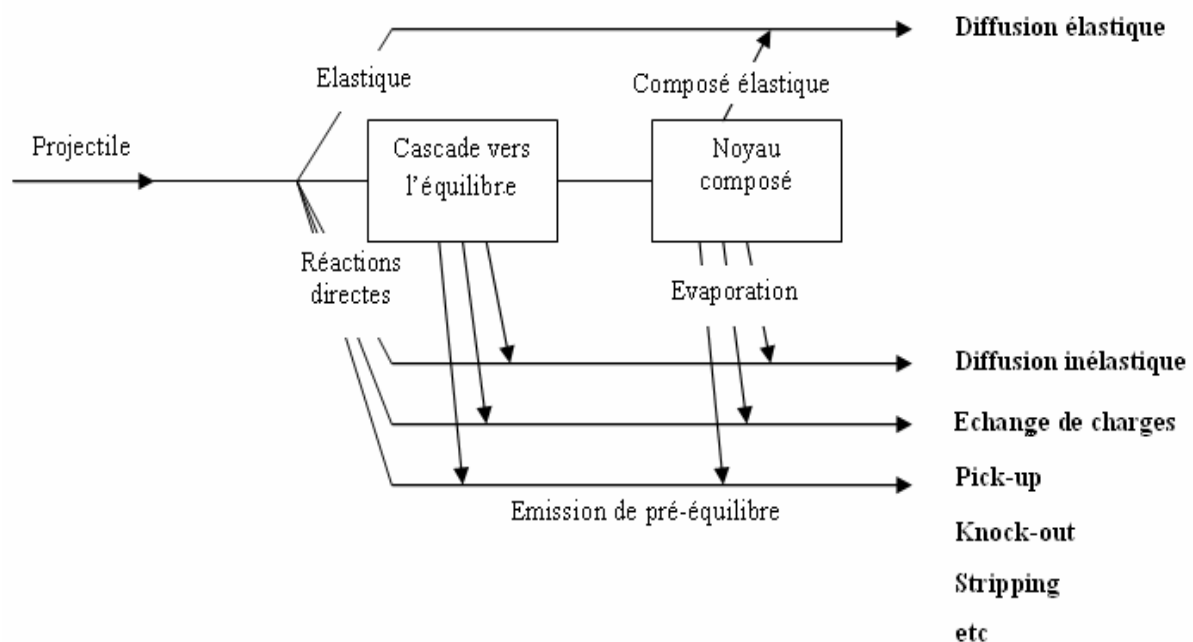 Diffusion élastique
Elastique
Composé élastique
Projectile
Cascade vers
l'équilibre
Noyau
composé
Réactions
directes
Evaporation
Diffusion inélastique
Echange de charges
Pick-up
Emission de pré-équilibre
Knock-out
Stripping
etc